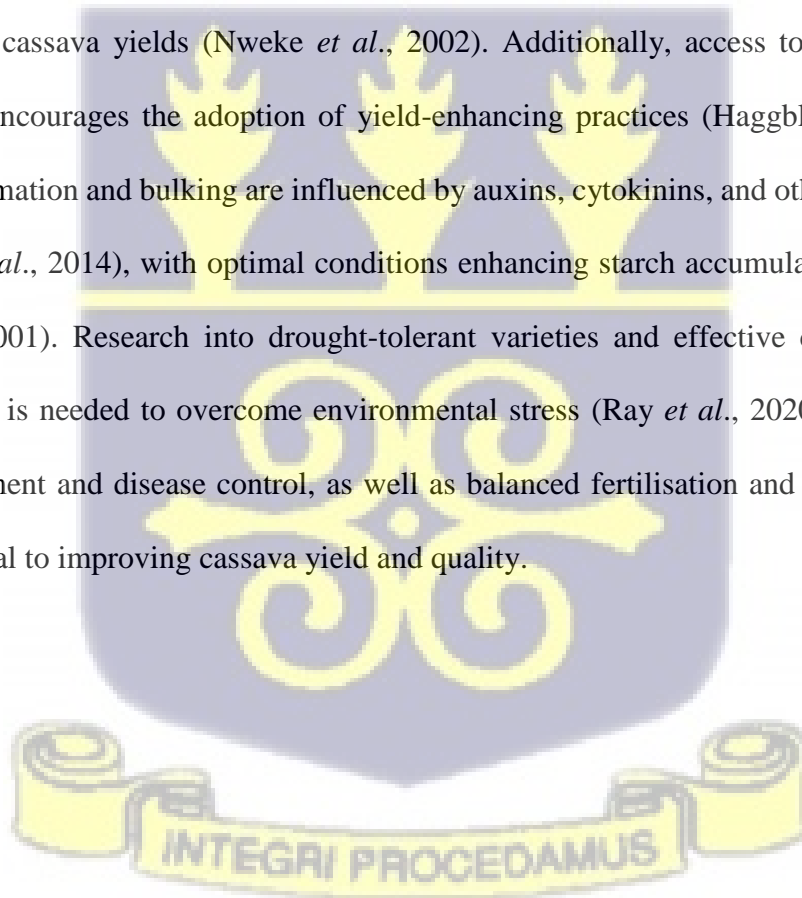 cassava yields (Nweke et al., 2002). Additionally, access to
ncourages the adoption of yield-enhancing practices (Haggbl
mation and bulking are influenced by auxins, cytokinins, and oth
al., 2014), with optimal conditions enhancing starch accumula
001). Research into drought-tolerant varieties and effective
is needed to overcome environmental stress (Ray et al., 2020
ment and disease control, as well as balanced fertilisation and
al to improving cassava yield and quality.
INTEGRI PROCEDAMUS